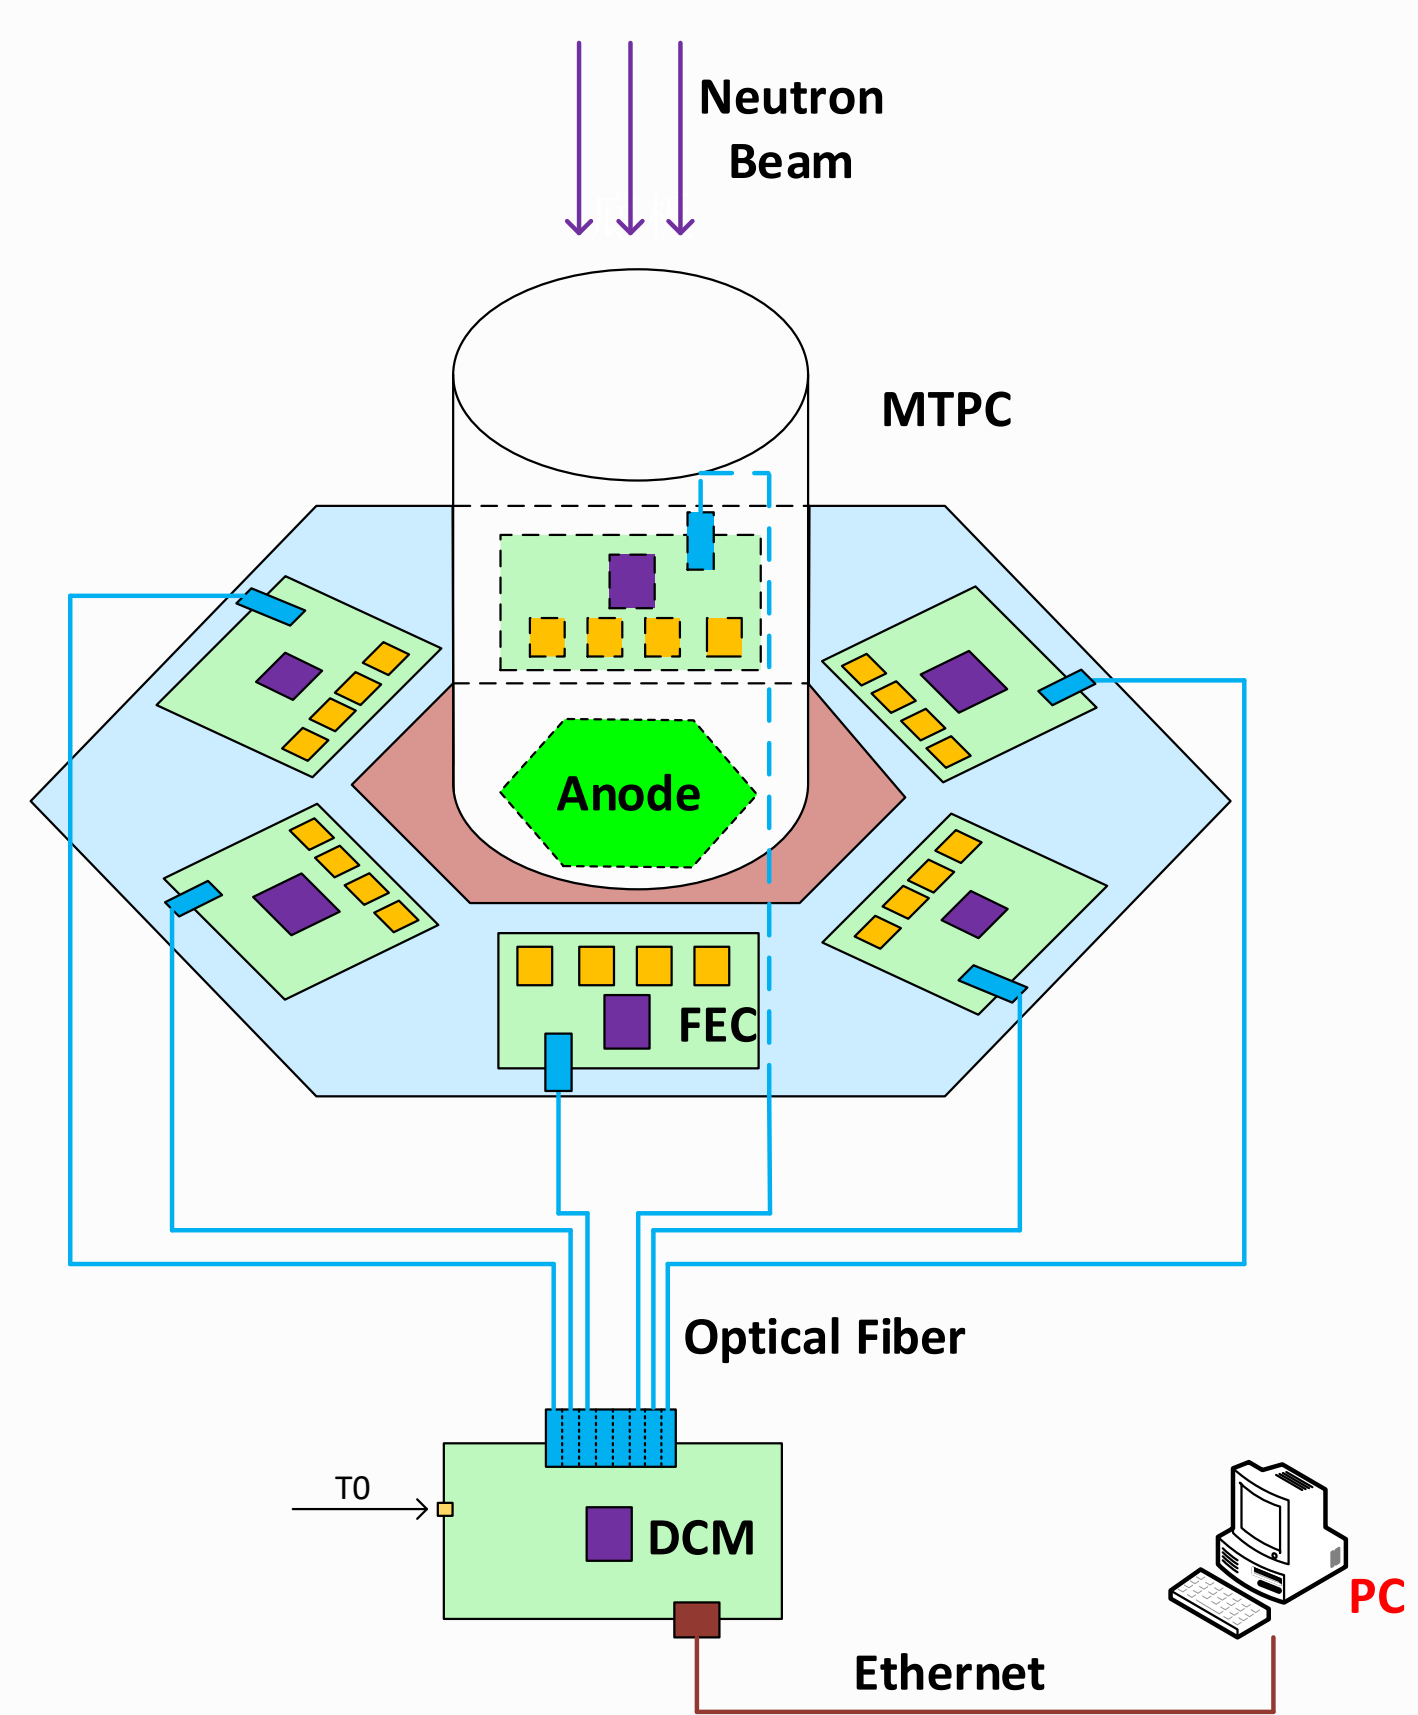 Neutron
Beam
MTPC
Anode
FEC
Optical Fiber
T0
DCM
PC
Ethernet